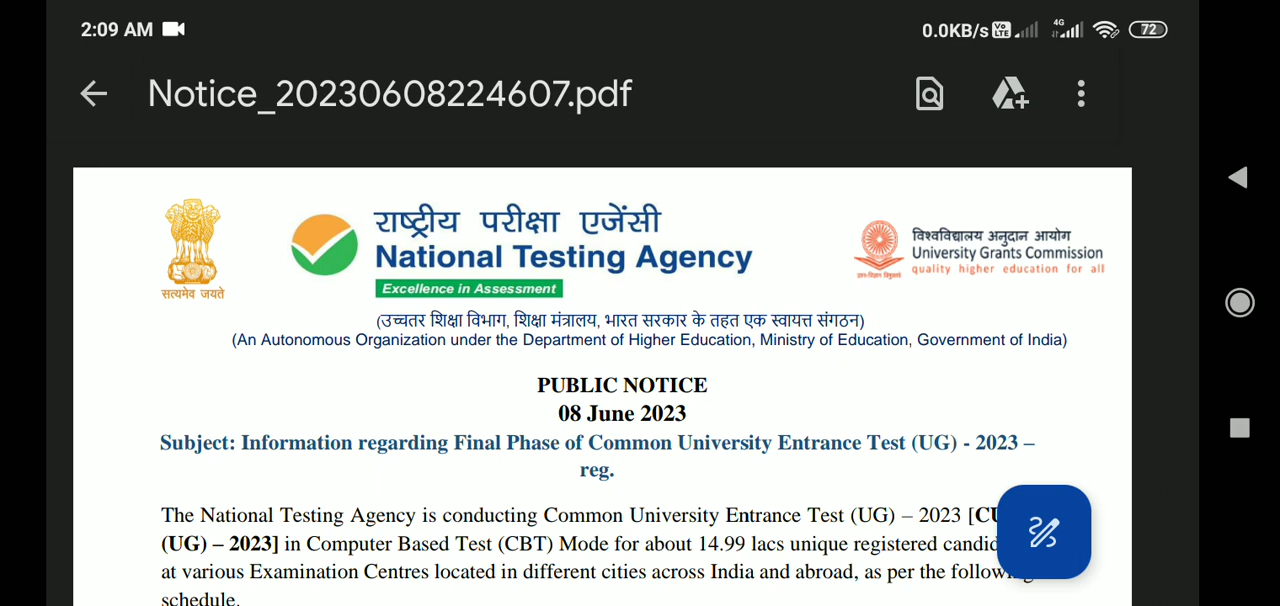 2:09 AM
0.0KB/s Vo LTE 4G 72
Notice_20230608224607.pdf
राष्ट्रीय परीक्षा एजेंसी
National Testing Agency
Excellence in Assessment
सत्यमेव जयते
विश्वविद्यालय अनुदान आयोग
University Grants Commission
quality higher education for all
(उच्चतर शिक्षा विभाग, शिक्षा मंत्रालय, भारत सरकार के तहत एक स्वायत्त संगठन)
(An Autonomous Organization under the Department of Higher Education, Ministry of Education, Government of India)
PUBLIC NOTICE
08 June 2023
Subject: Information regarding Final Phase of Common University Entrance Test (UG) - 2023 –
reg.
The National Testing Agency is conducting Common University Entrance Test (UG) – 2023
(UG) – 2023] in Computer Based Test (CBT) Mode for about 14.99 lacs unique registered
at various Examination Centres located in different cities across India and abroad, as per the
schedule.